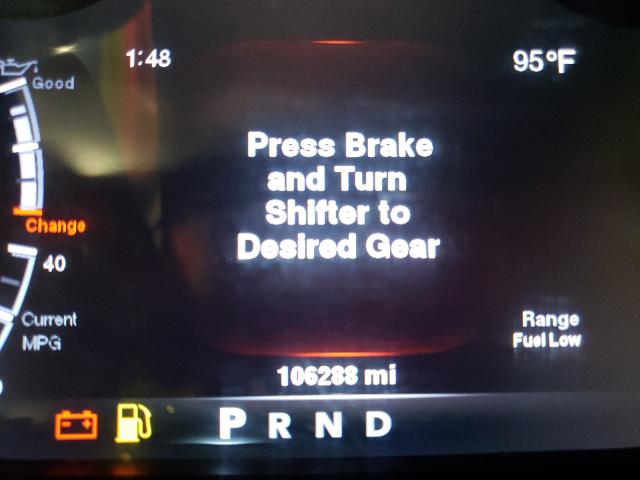 1:48
95°F
Good
Press Brake
and Turn
Shifter to
Desired Gear
Change
40
Current
MPG
Range
Fuel Low
106288 mi
P R N D